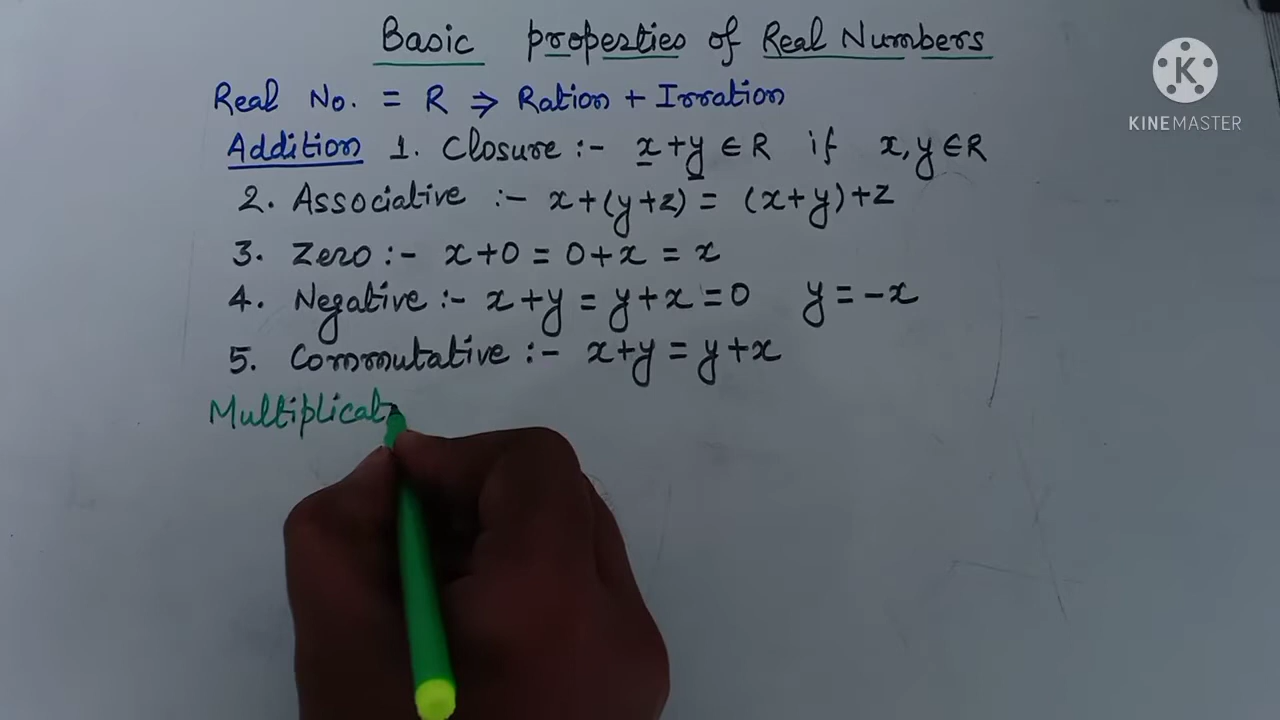 Basic properties of Real Numbers
Real No. = R ⇒ Ration + Irration
Addition 1. Closure :- x+y ∈ R if x, y ∈ R
2. Associative :- x+(y+z) = (x+y)+z
3. Zero :- x+0 = 0+x = x
4. Negative :- x+y = y+x = 0 y = -x
5. Commutative :- x+y = y+x
Multiplicat
K
KINEMASTER